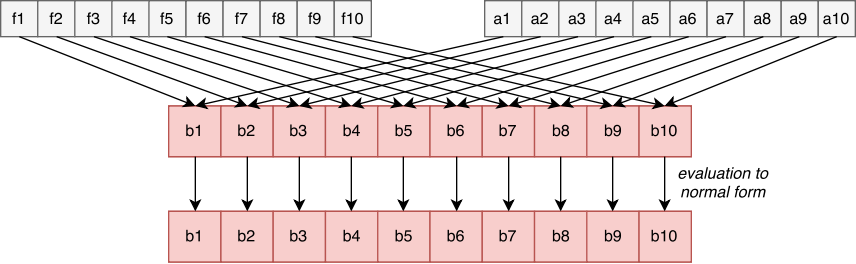 f1 f2 f3 f4 f5 f6 f7 f8 f9 f10 a1 a2 a3 a4 a5 a6 a7 a8 a9 a10
b1 b2 b3 b4 b5 b6 b7 b8 b9 b10
evaluation to
normal form
b1 b2 b3 b4 b5 b6 b7 b8 b9 b10